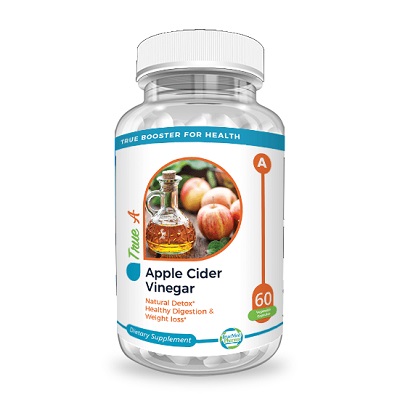 TRUE BOOSTER FOR HEALTH
A
True A
Apple Cider
Vinegar
Natural Detox*
Healthy Digestion &
Weight loss*
60
Dietary Supplement